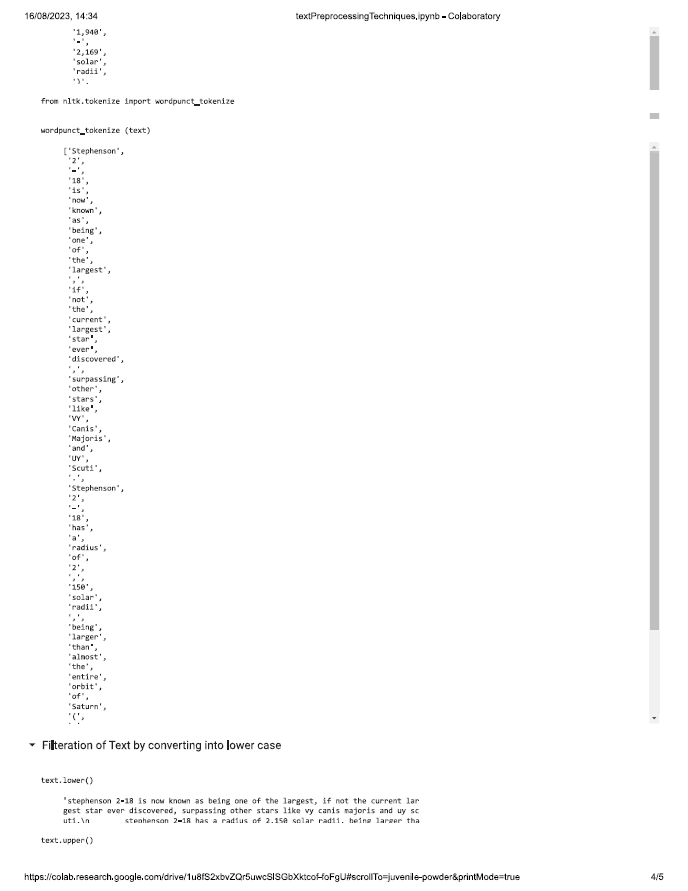 16/08/2023, 14:34 textPreprocessingTechniques,ipynb - Colaboratory
'1,940',
'-',
'2,169',
'solar',
'radii',
')'.
from nltk.tokenize import wordpunct_tokenize
wordpunct_tokenize (text)
['Stephenson',
'2',
'-',
'18',
'is',
'now',
'known',
'as',
'being',
'one',
'of',
'the',
'largest',
',',
'if',
'not',
'the',
'current',
'largest',
'star',
'ever',
'discovered',
',',
'surpassing',
'other',
'stars',
'like',
'VY',
'Canis',
'Majoris',
'and',
'UY',
'Scuti',
'.',
'Stephenson',
'2',
'-',
'18',
'has',
'a',
'radius',
'of',
'2',
',',
'150',
'solar',
'radii',
',',
'being',
'larger',
'than',
'almost',
'the',
'entire',
'orbit',
'of',
'Saturn',
'(',
Filteration of Text by converting into lower case
text.lower()
'stephenson 2-18 is now known as being one of the largest, if not the current lar
gest star ever discovered, surpassing other stars like vy canis majoris and uy sc
uti.\n stephenson 2-18 has a radius of 2.150 solar radii. being larger tha
text.upper()
https://colab.research.google.com/drive/1u8fS2xbvZQr5uwcSlSGbXktcof-foFgU#scrollTo=juvenile-powder&printMode=true 4/5